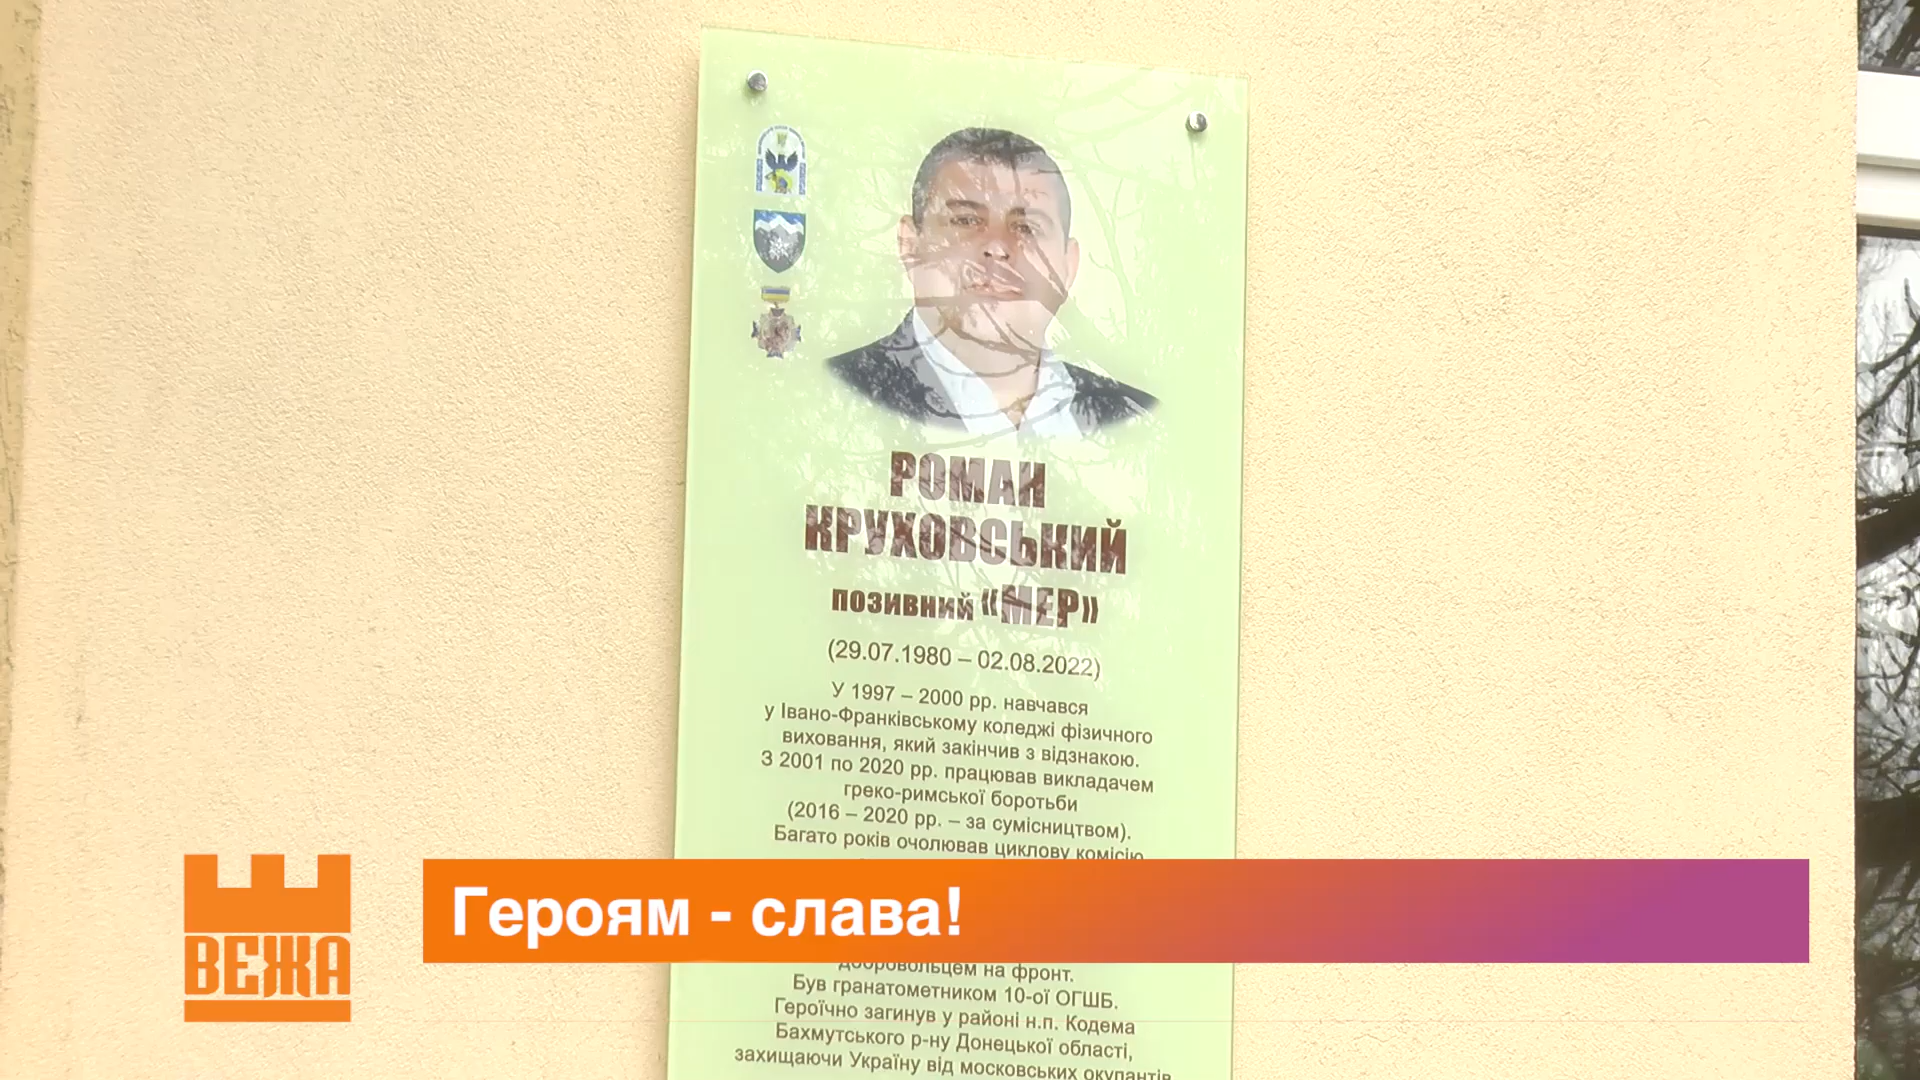 РОМАН
КРУХОВСЬКИЙ
позивний «МЕР»
(29.07.1980 – 02.08.2022)
У 1997 – 2000 рр. навчався
у Івано-Франківському коледжі фізичного
виховання, який закінчив з відзнакою.
З 2001 по 2020 рр. працював викладачем
греко-римської боротьби
(2016 – 2020 рр. – за сумісництвом).
Багато років очолював циклову комісію
Героям - слава!
ВЕЖА
добровольцем на фронт.
Був гранатометником 10-ої ОГШБ.
Героїчно загинув у районі н.п. Кодема
Бахмутського р-ну Донецької області,
захищаючи Україну від московських окупантів